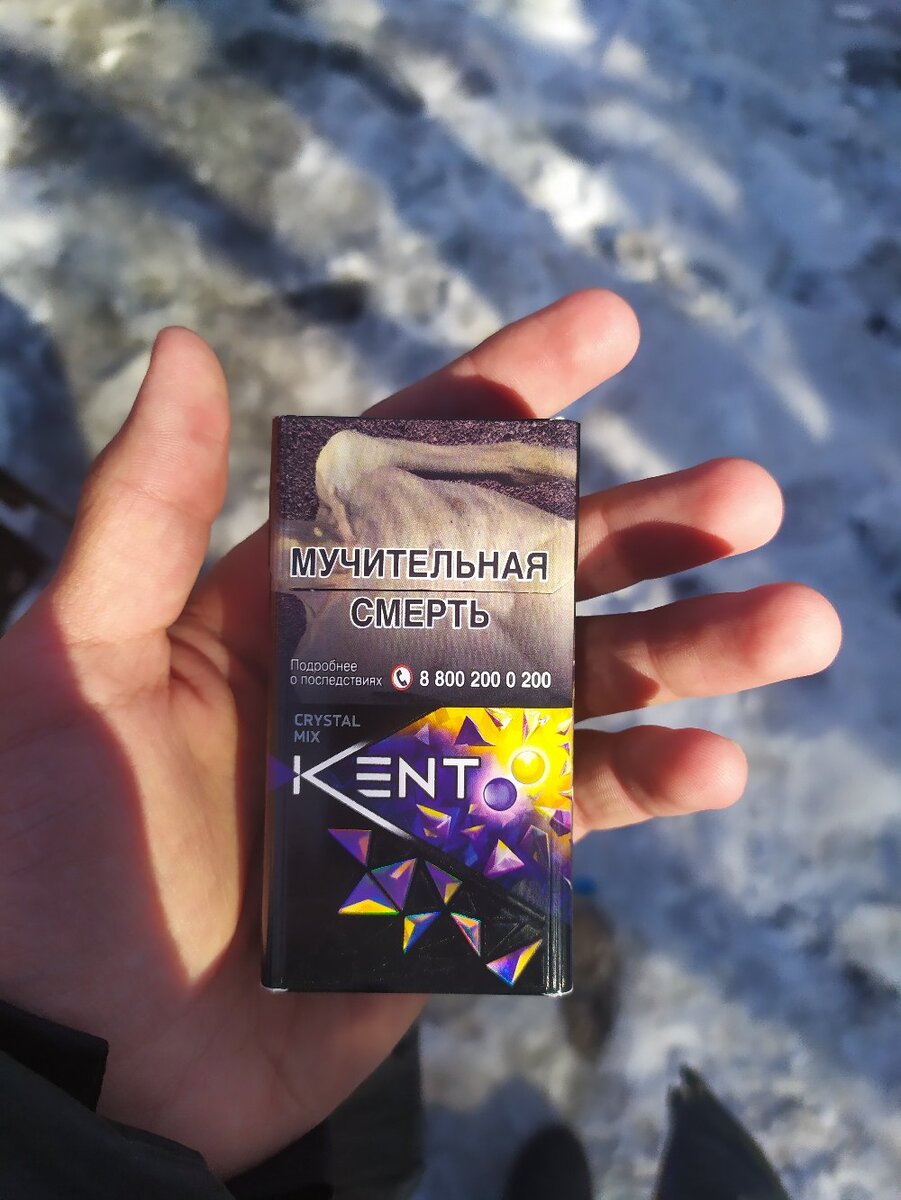 МУЧИТЕЛЬНАЯ
СМЕРТЬ
Подробнее
о последствиях 8 800 200 0 200
CRYSTAL
MIX
KENT